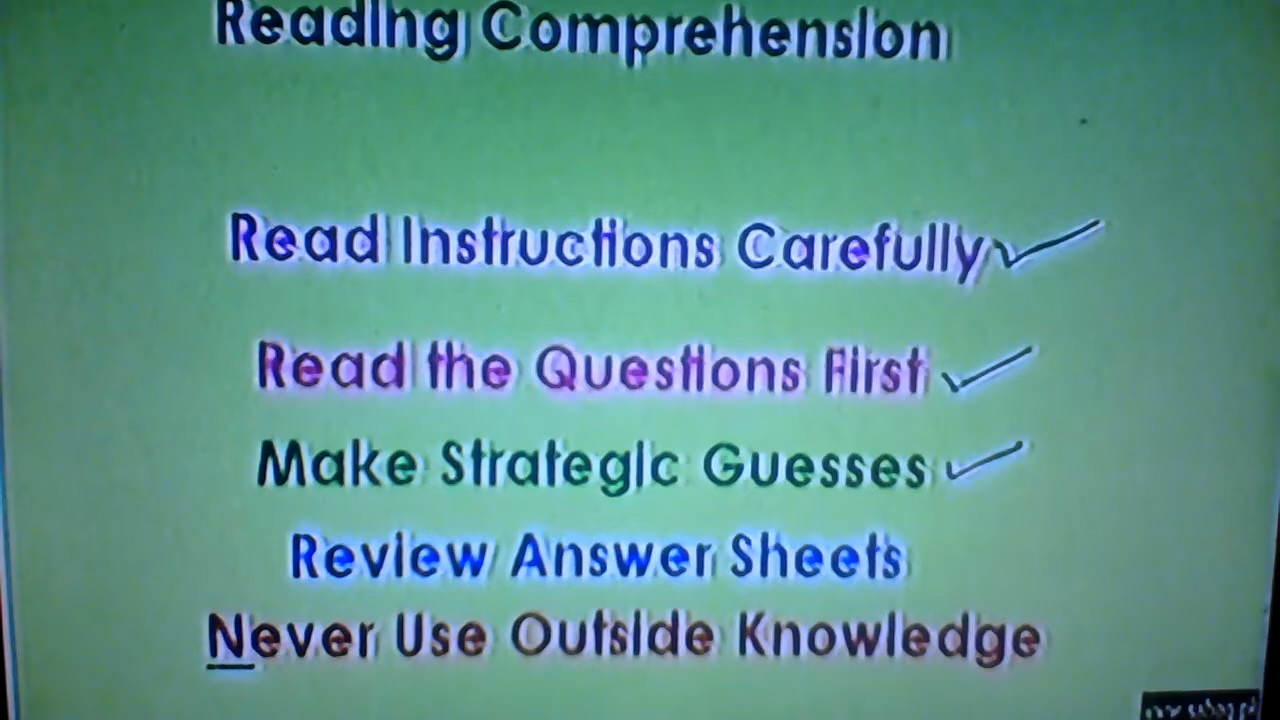 Reading Comprehension
Read Instructions Carefully
Read the Questions First
Make Strategic Guesses
Review Answer Sheets
Never Use Outside Knowledge